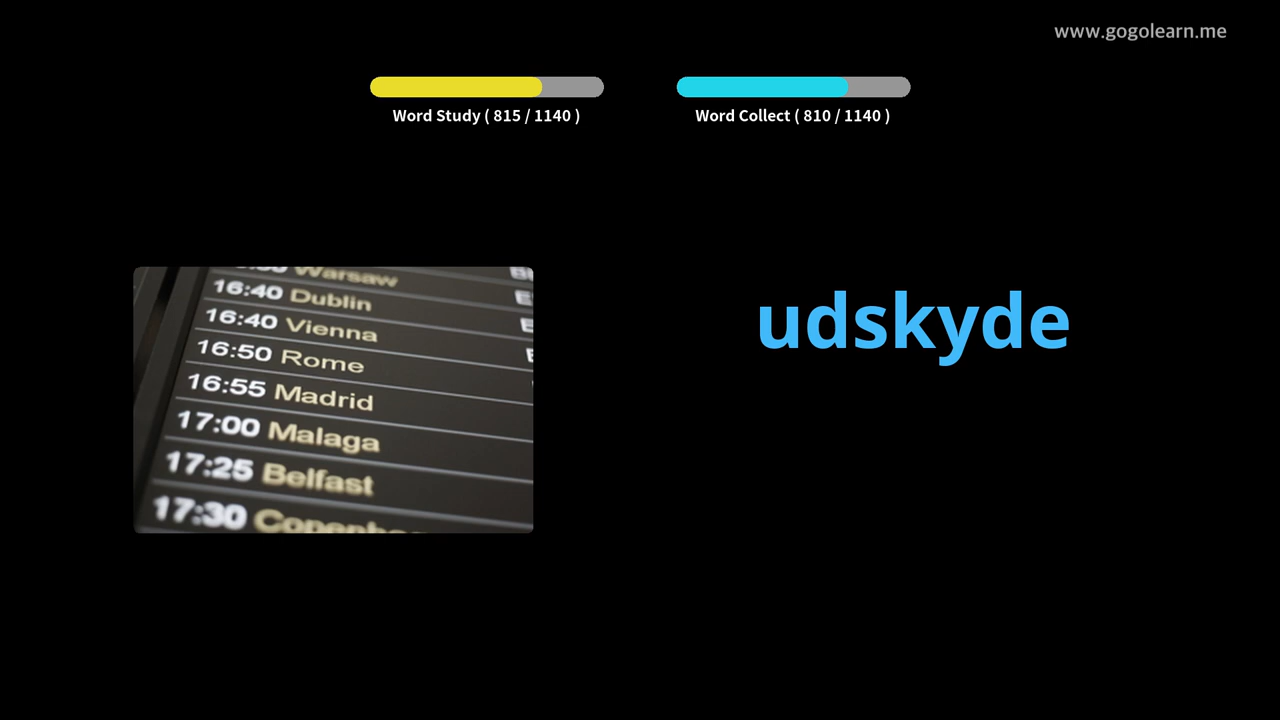 www.gogolearn.me
Word Study ( 815 / 1140 )
Word Collect ( 810 / 1140 )
Warsaw
16:40 Dublin
16:40 Vienna
16:50 Rome
16:55 Madrid
17:00 Malaga
17:25 Belfast
17:30
udskyde